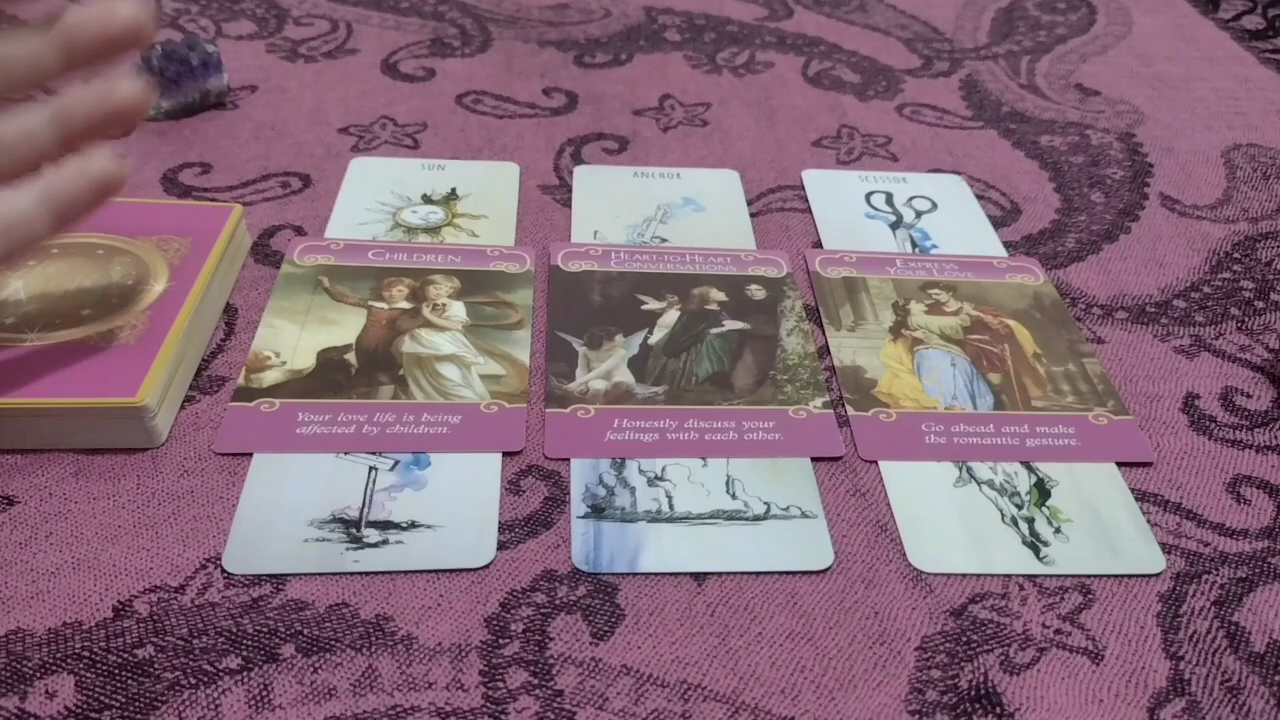 SUN
ANCHOR
SCISSOR
CHILDREN
HEART-TO-HEART
CONVERSATIONS
EXPRESS
YOUR LOVE
Your love life is being
affected by children.
Honestly discuss your
feelings with each other.
Go ahead and make
the romantic gesture.